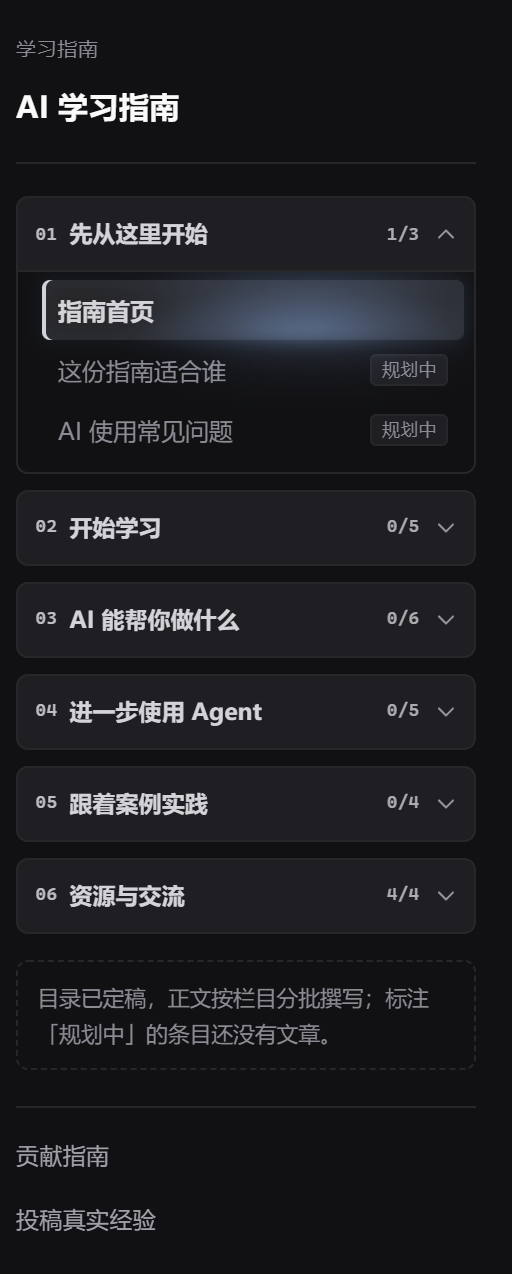 学习指南
AI 学习指南
01 先从这里开始 1/3
指南首页
这份指南适合谁 规划中
AI 使用常见问题 规划中
02 开始学习 0/5
03 AI 能帮你做什么 0/6
04 进一步使用 Agent 0/5
05 跟着案例实践 0/4
06 资源与交流 4/4
目录已定稿，正文按栏目分批撰写；标注
「规划中」的条目还没有文章。
贡献指南
投稿真实经验